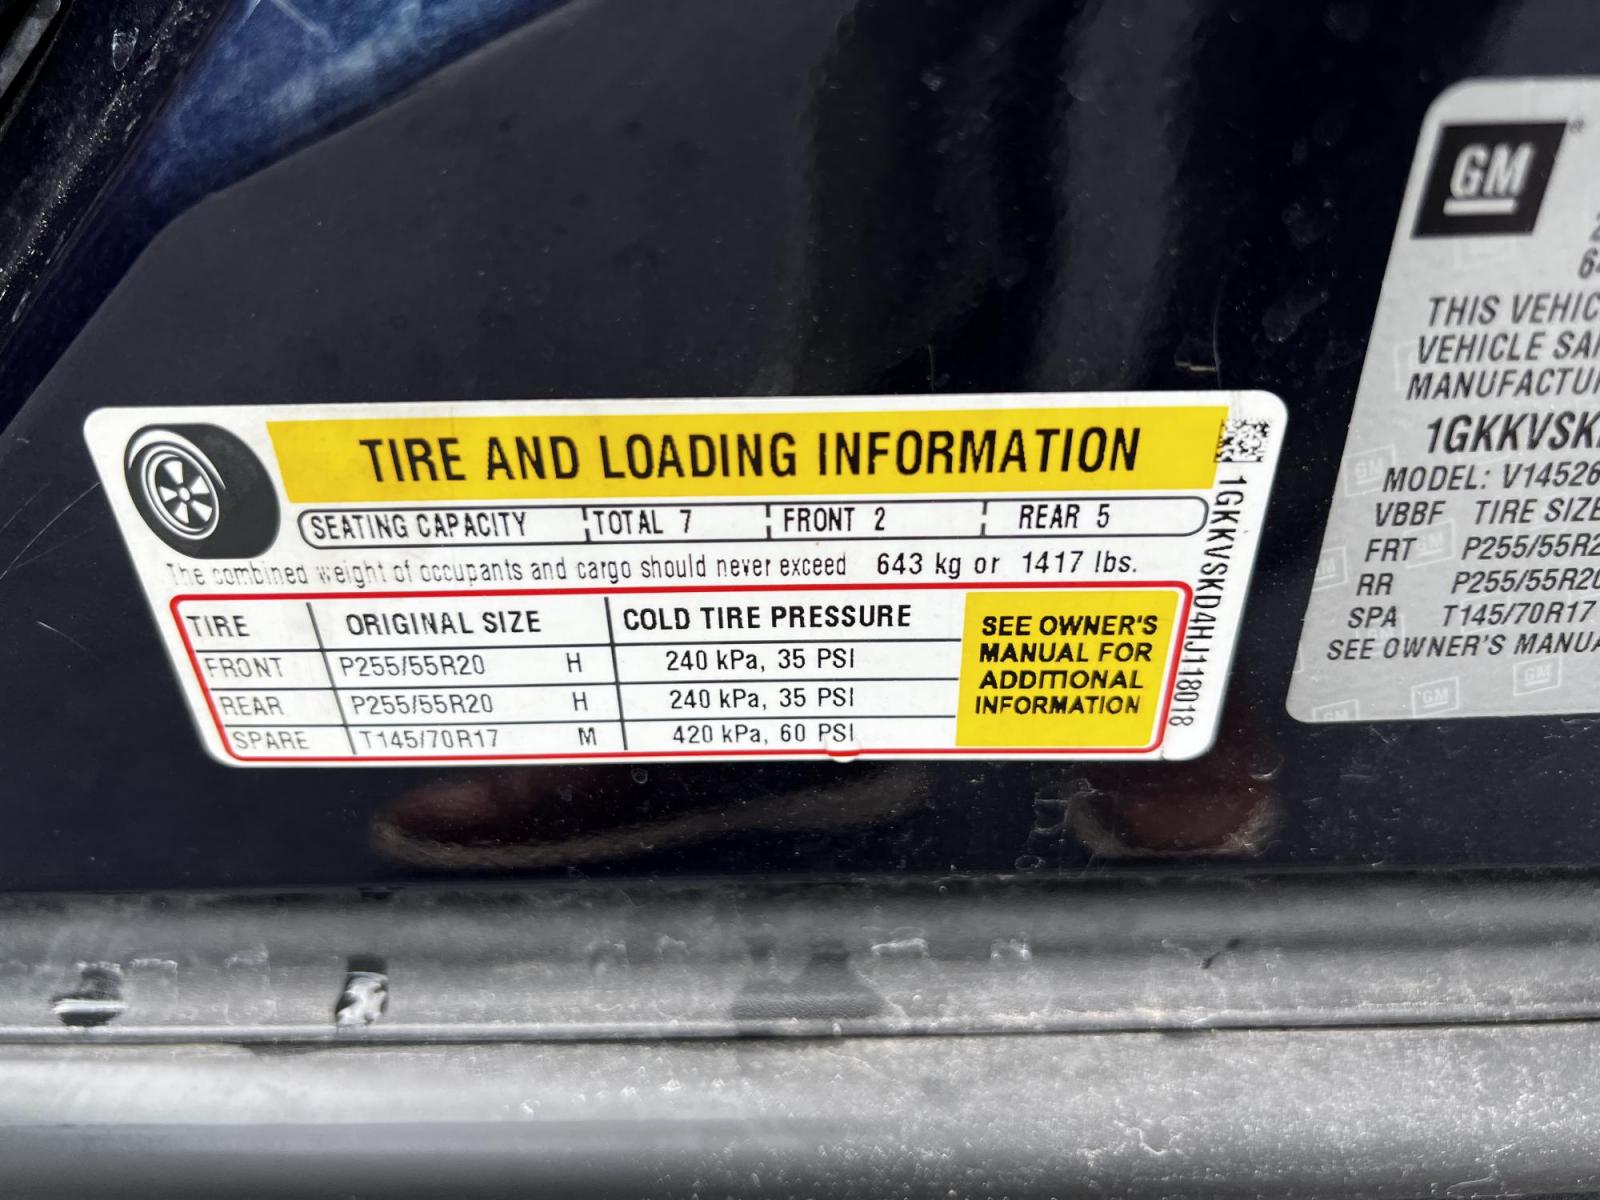 TIRE AND LOADING INFORMATION
SEATING CAPACITY TOTAL 7 FRONT 2 REAR 5
The combined weight of occupants and cargo should never exceed 643 kg or 1417 lbs.
TIRE ORIGINAL SIZE COLD TIRE PRESSURE
FRONT P255/55R20 H 240 kPa, 35 PSI
REAR P255/55R20 H 240 kPa, 35 PSI
SPARE T145/70R17 M 420 kPa, 60 PSI
SEE OWNER'S
MANUAL FOR
ADDITIONAL
INFORMATION
1GKKVSKD4HJ118018
GM
THIS VEHIC
VEHICLE SA
MANUFACTU
1GKKVSK
MODEL: V14526
VBBF TIRE SIZE
FRT P255/55R2
RR P255/55R20
SPA T145/70R17
SEE OWNER'S MANUA